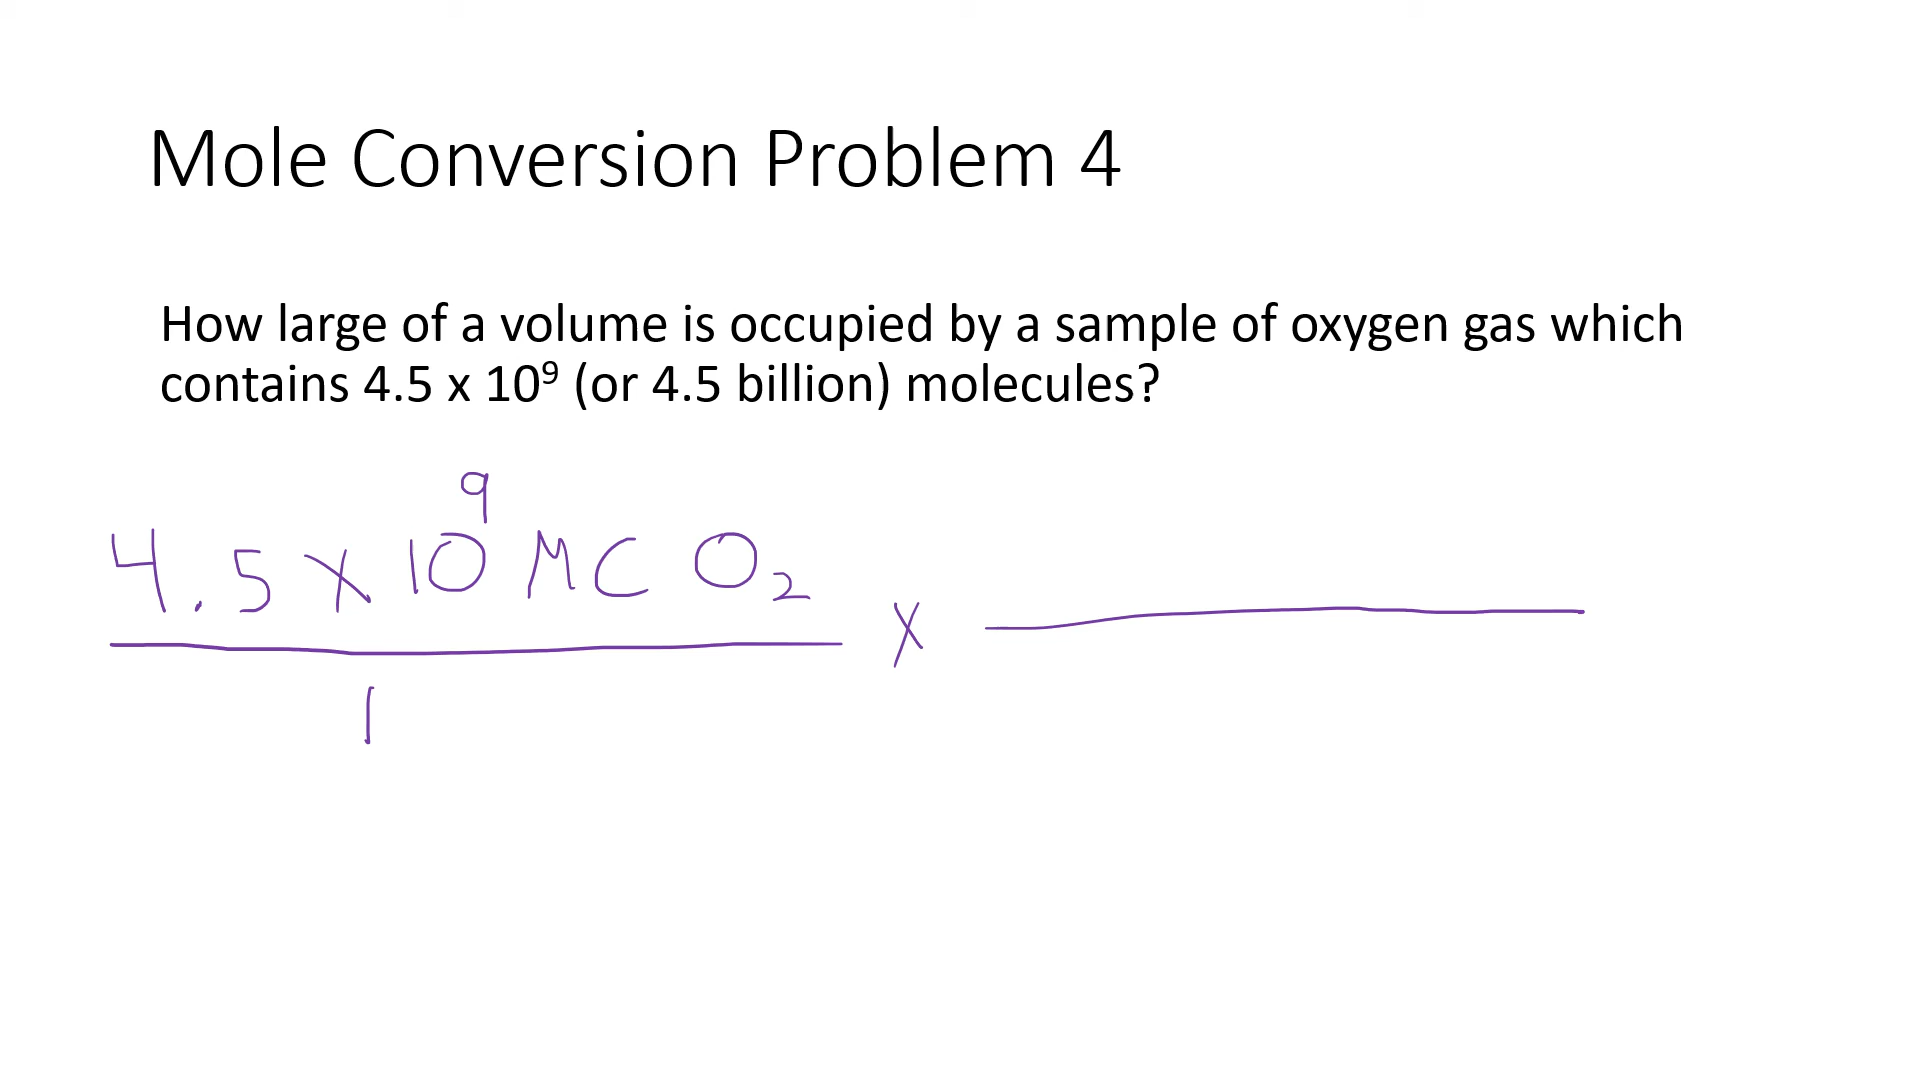 Mole Conversion Problem 4
How large of a volume is occupied by a sample of oxygen gas which
contains 4.5 x 10⁹ (or 4.5 billion) molecules?
4.5 x 10⁹ MC O₂
x
1